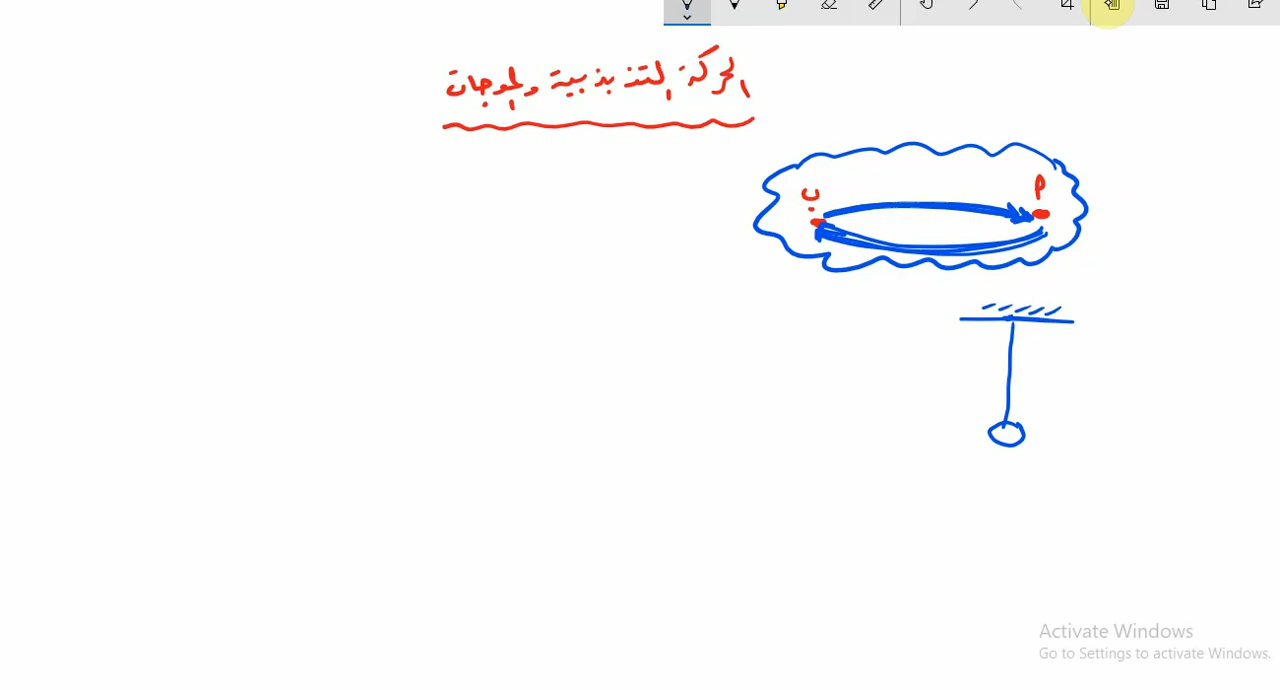 الحركة التذبذبية والموجات
ب
م
Activate Windows
Go to Settings to activate Windows.